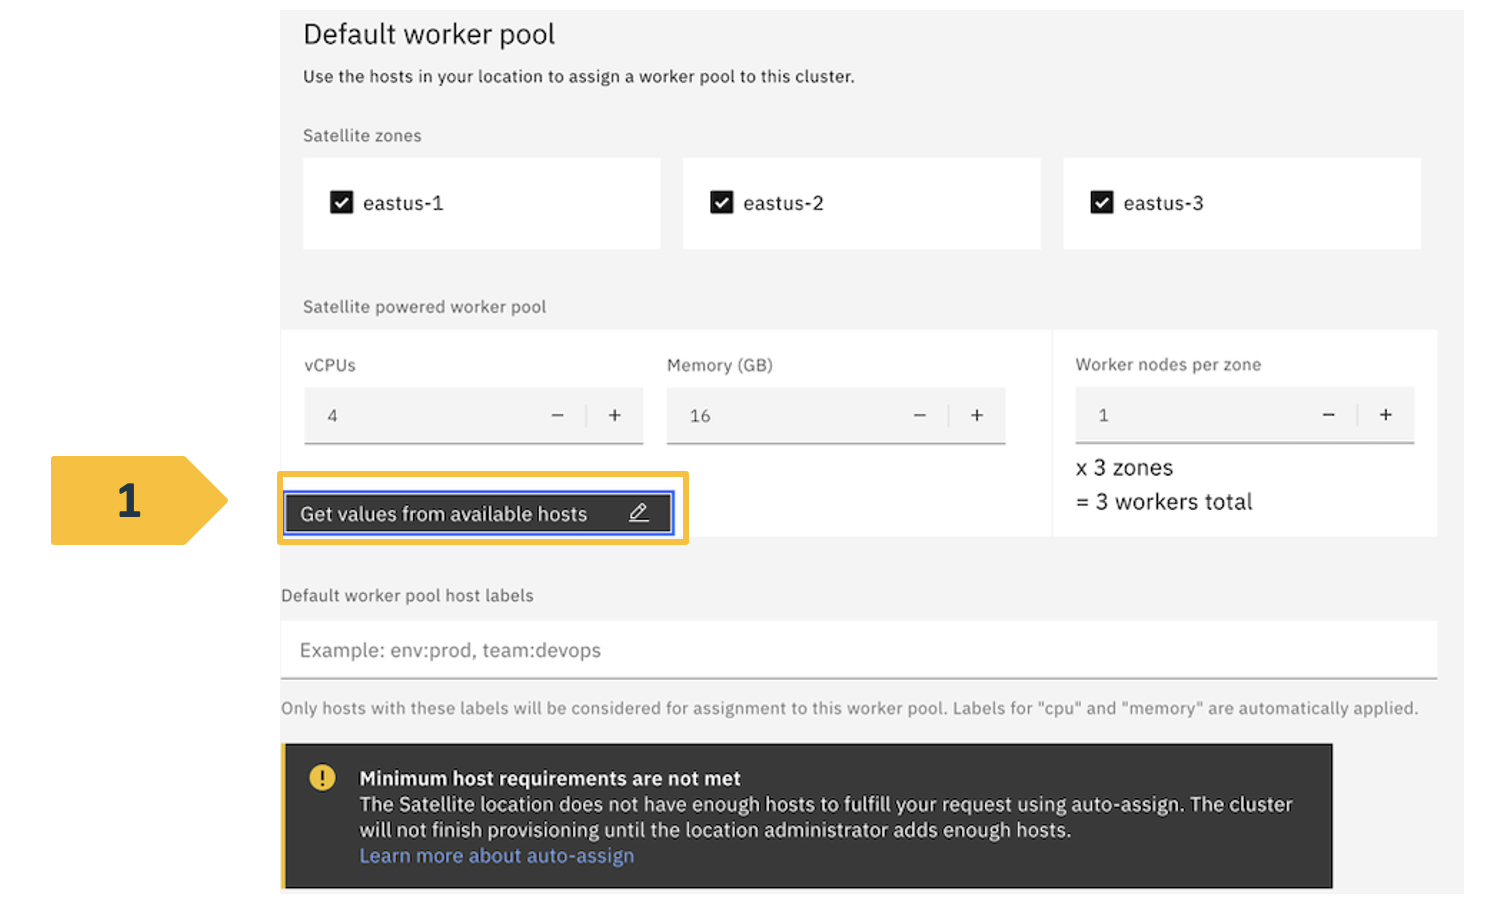 Default worker pool
Use the hosts in your location to assign a worker pool to this cluster.
Satellite zones
eastus-1
eastus-2
eastus-3
Satellite powered worker pool
vCPUs
Memory (GB)
Worker nodes per zone
4
16
1
x 3 zones
= 3 workers total
1
Get values from available hosts
Default worker pool host labels
Example: env:prod, team:devops
Only hosts with these labels will be considered for assignment to this worker pool. Labels for "cpu" and "memory" are automatically applied.
Minimum host requirements are not met
The Satellite location does not have enough hosts to fulfill your request using auto-assign. The cluster
will not finish provisioning until the location administrator adds enough hosts.
Learn more about auto-assign